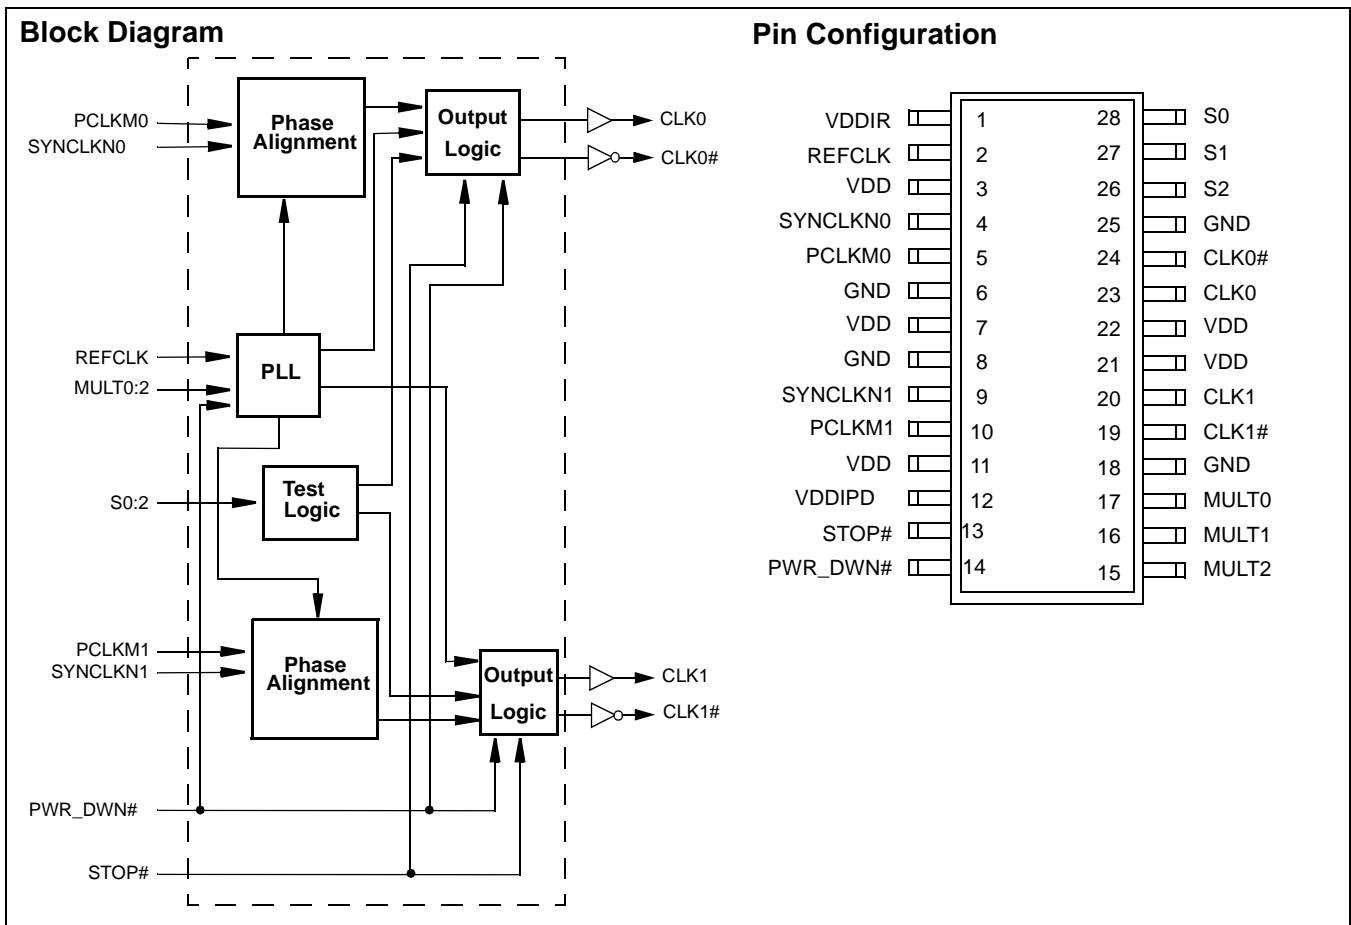 Block Diagram
PCLKM0
SYNCLKN0
Phase
Alignment
Output
Logic
CLK0
CLK0#
REFCLK
MULT0:2
PLL
S0:2
Test
Logic
PCLKM1
SYNCLKN1
Phase
Alignment
Output
Logic
CLK1
CLK1#
PWR_DWN#
STOP#
Pin Configuration
VDDIR 1 28 S0
REFCLK 2 27 S1
VDD 3 26 S2
SYNCLKN0 4 25 GND
PCLKM0 5 24 CLK0#
GND 6 23 CLK0
VDD 7 22 VDD
GND 8 21 VDD
SYNCLKN1 9 20 CLK1
PCLKM1 10 19 CLK1#
VDD 11 18 GND
VDDIPD 12 17 MULT0
STOP# 13 16 MULT1
PWR_DWN# 14 15 MULT2